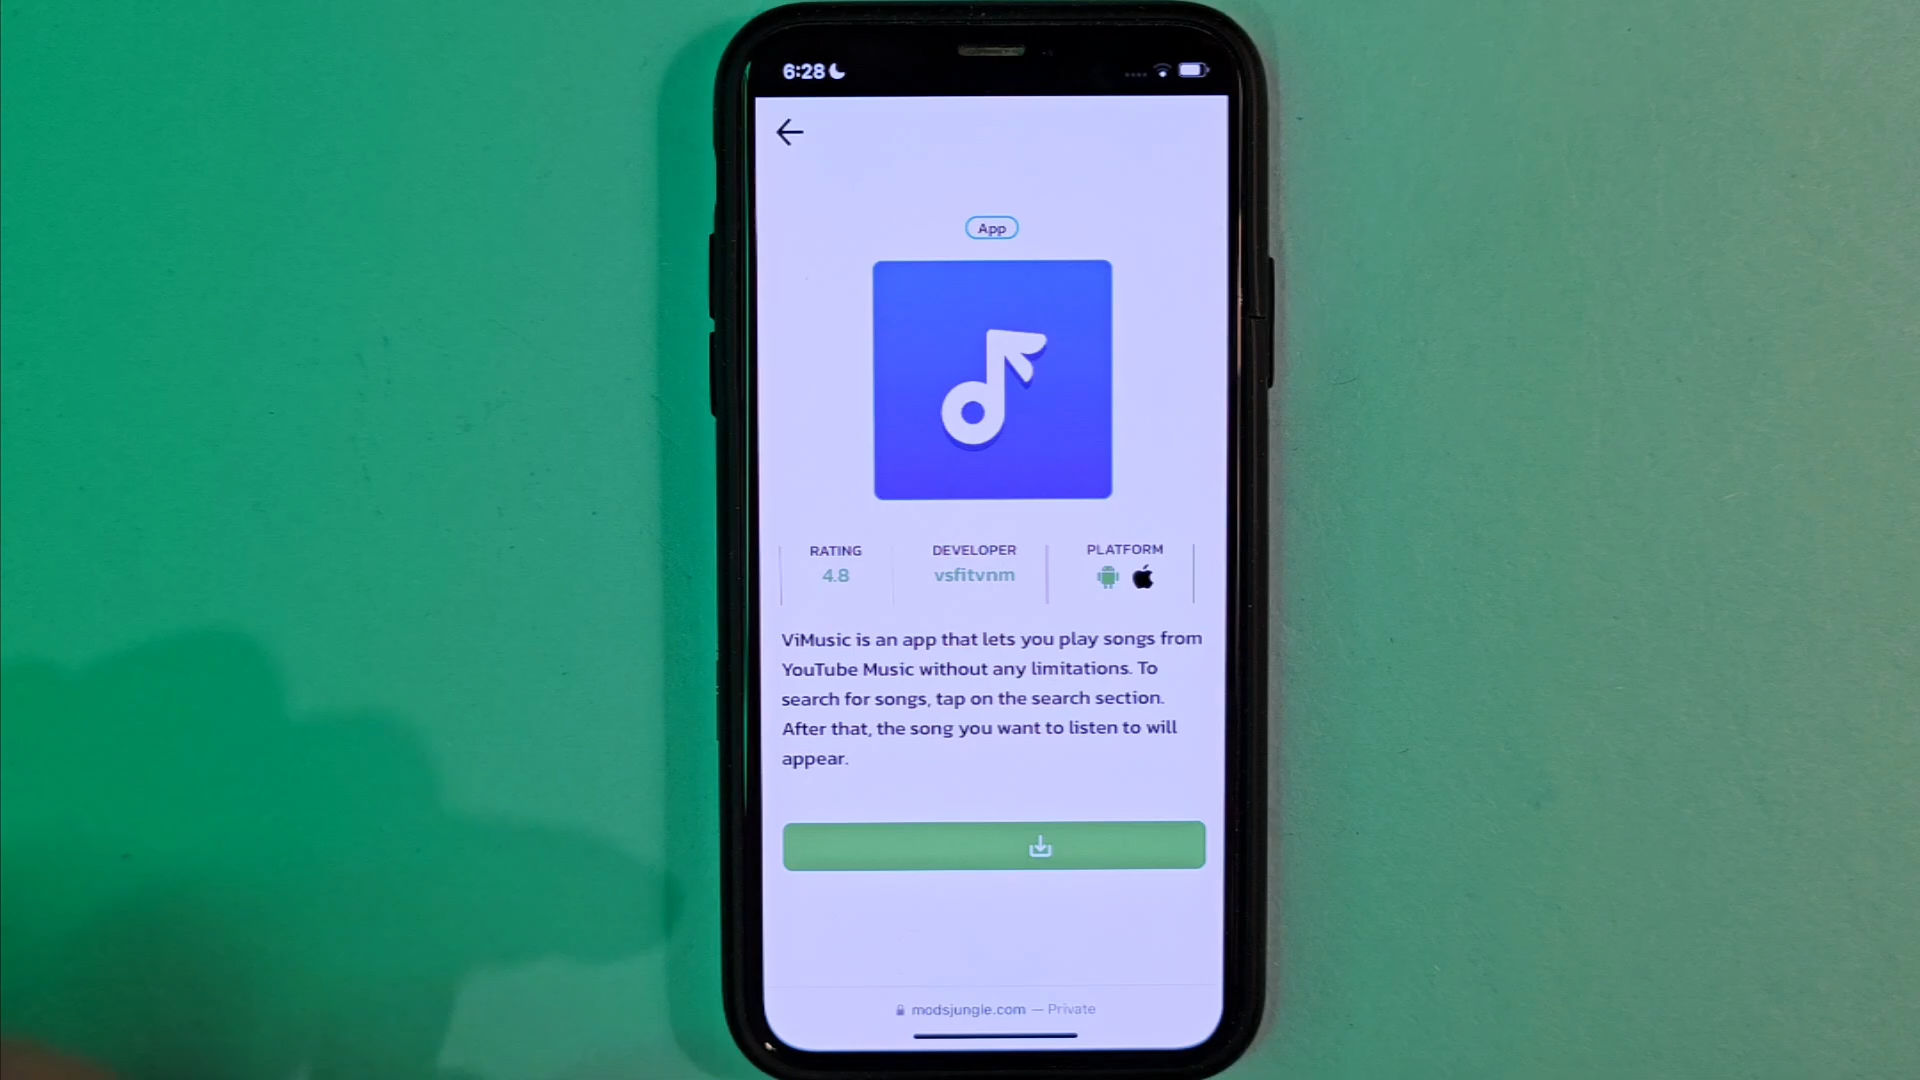 6:28
App
RATING
4.8
DEVELOPER
vsfitvnm
PLATFORM
ViMusic is an app that lets you play songs from
YouTube Music without any limitations. To
search for songs, tap on the search section.
After that, the song you want to listen to will
appear.
modsjungle.com — Private